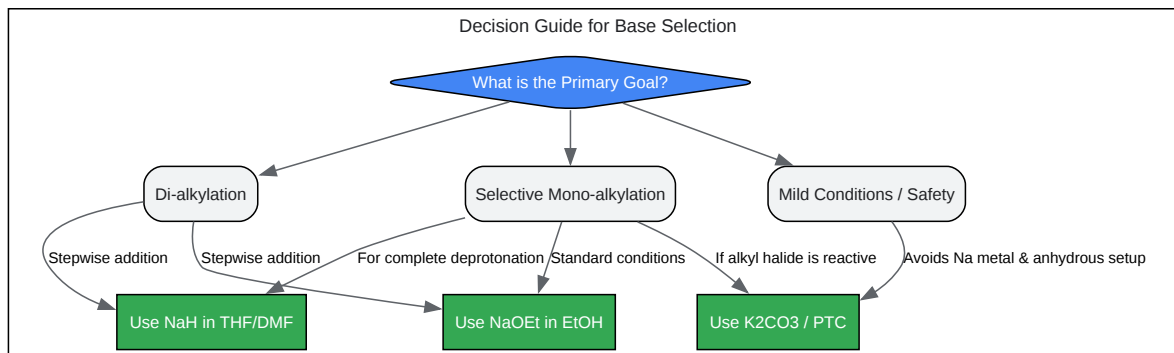 Decision Guide for Base Selection
What is the Primary Goal?
Di-alkylation
Selective Mono-alkylation
Mild Conditions / Safety
Stepwise addition
Stepwise addition
For complete deprotonation
Standard conditions
If alkyl halide is reactive
Avoids Na metal & anhydrous setup
Use NaH in THF/DMF
Use NaOEt in EtOH
Use K2CO3 / PTC